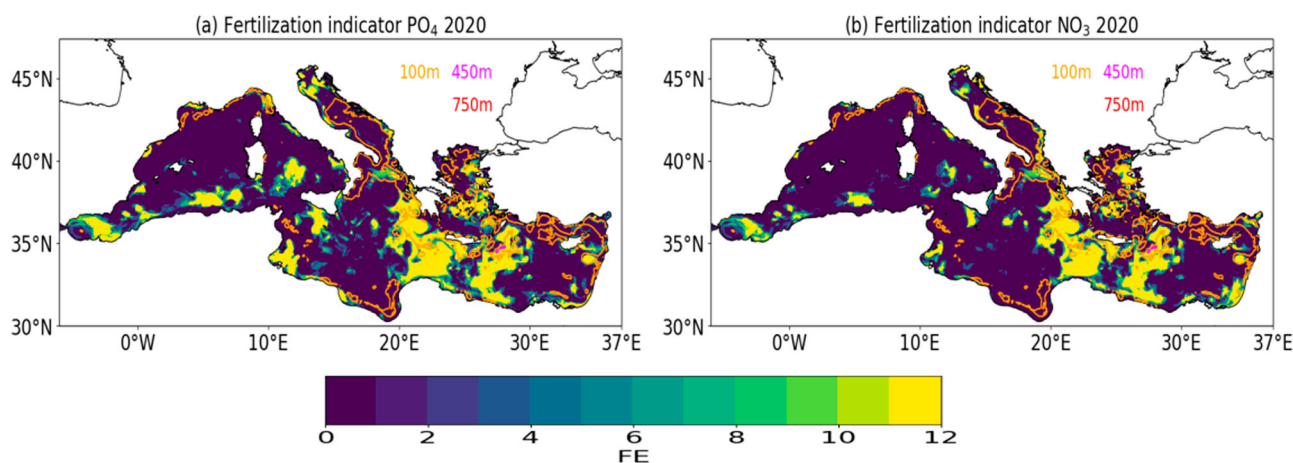 (a) Fertilization indicator PO₄ 2020
(b) Fertilization indicator NO₃ 2020
45°N
40°N
35°N
30°N
100m 450m
750m
0°W 10°E 20°E 30°E 37°E
45°N
40°N
35°N
30°N
100m 450m
750m
0°W 10°E 20°E 30°E 37°E
0 2 4 6 8 10 12
FE